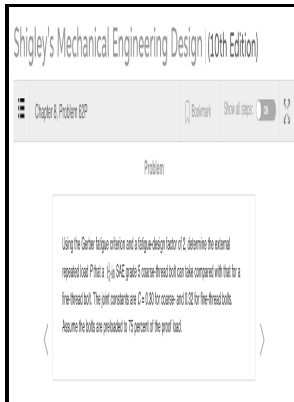 Shigley's Mechanical Engineering Design | (10th Edition)
Chapter 8, Problem 62P
Bookmark
Show all steps: ON
Problem
Using the Gerber fatigue criterion and a fatigue-design factor of 2, determine the external
repeated load P that a -in SAE grade 5 coarse-thread bolt can take compared with that for a
fine-thread bolt. The joint constants are C = 0.30 for coarse- and 0.32 for fine-thread bolts.
Assume the bolts are preloaded to 75 percent of the proof load.